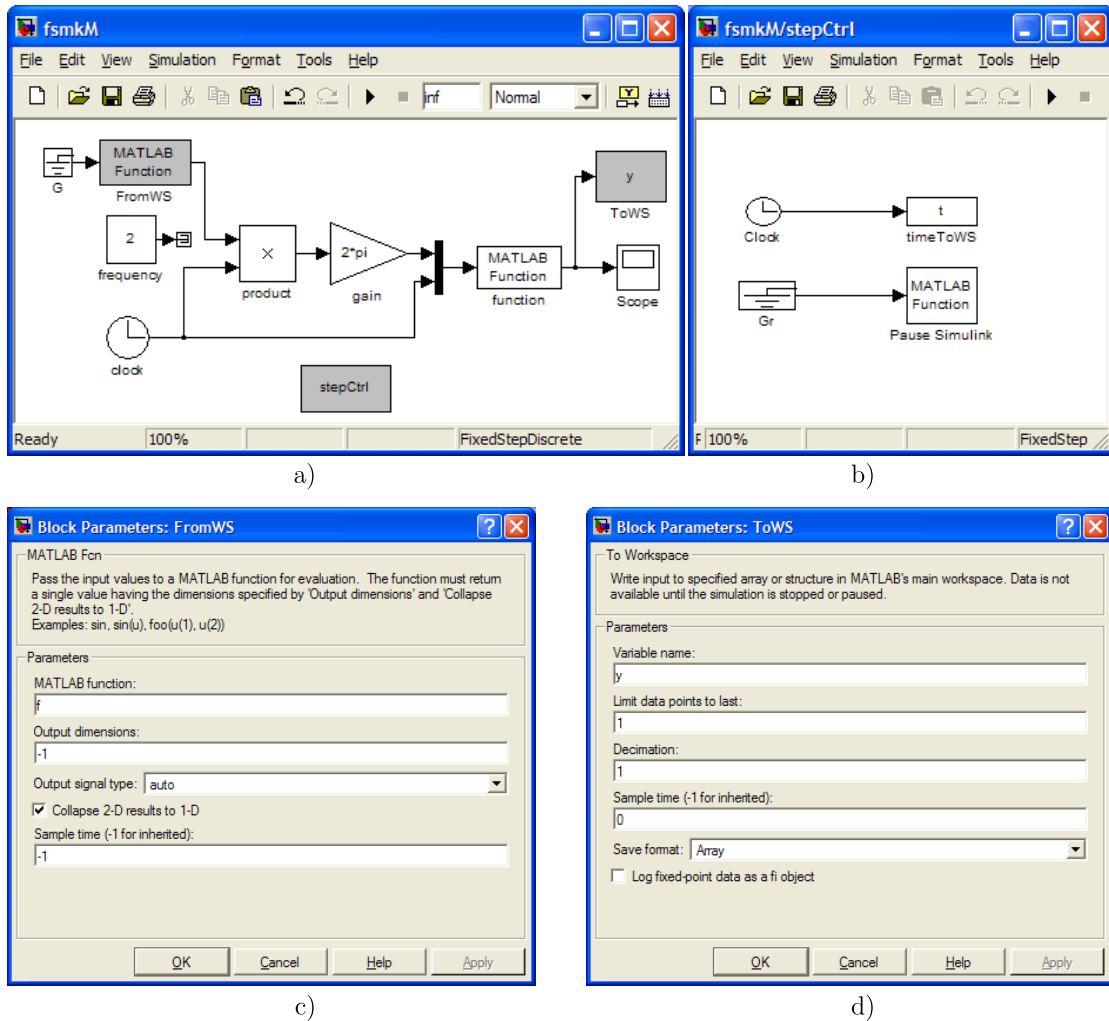 fsmkM
File Edit View Simulation Format Tools Help
inf Normal
G
MATLAB
Function
FromWS
2
frequency
×
product
2*pi
gain
MATLAB
Function
function
y
ToWS
Scope
clock
stepCtrl
Ready 100% FixedStepDiscrete
a)
fsmkM/stepCtrl
File Edit View Simulation Format Tools Help
Clock
t
timeToWS
Gr
MATLAB
Function
Pause Simulink
100% FixedStep
b)
Block Parameters: FromWS
MATLAB Fcn
Pass the input values to a MATLAB function for evaluation. The function must return
a single value having the dimensions specified by 'Output dimensions' and 'Collapse
2-D results to 1-D'.
Examples: sin, sin(u), foo(u(1), u(2))
Parameters
MATLAB function:
f
Output dimensions:
-1
Output signal type: auto
Collapse 2-D results to 1-D
Sample time (-1 for inherited):
-1
OK Cancel Help Apply
c)
Block Parameters: ToWS
To Workspace
Write input to specified array or structure in MATLAB's main workspace. Data is not
available until the simulation is stopped or paused.
Parameters
Variable name:
y
Limit data points to last:
1
Decimation:
1
Sample time (-1 for inherited):
0
Save format: Array
Log fixed-point data as a fi object
OK Cancel Help Apply
d)